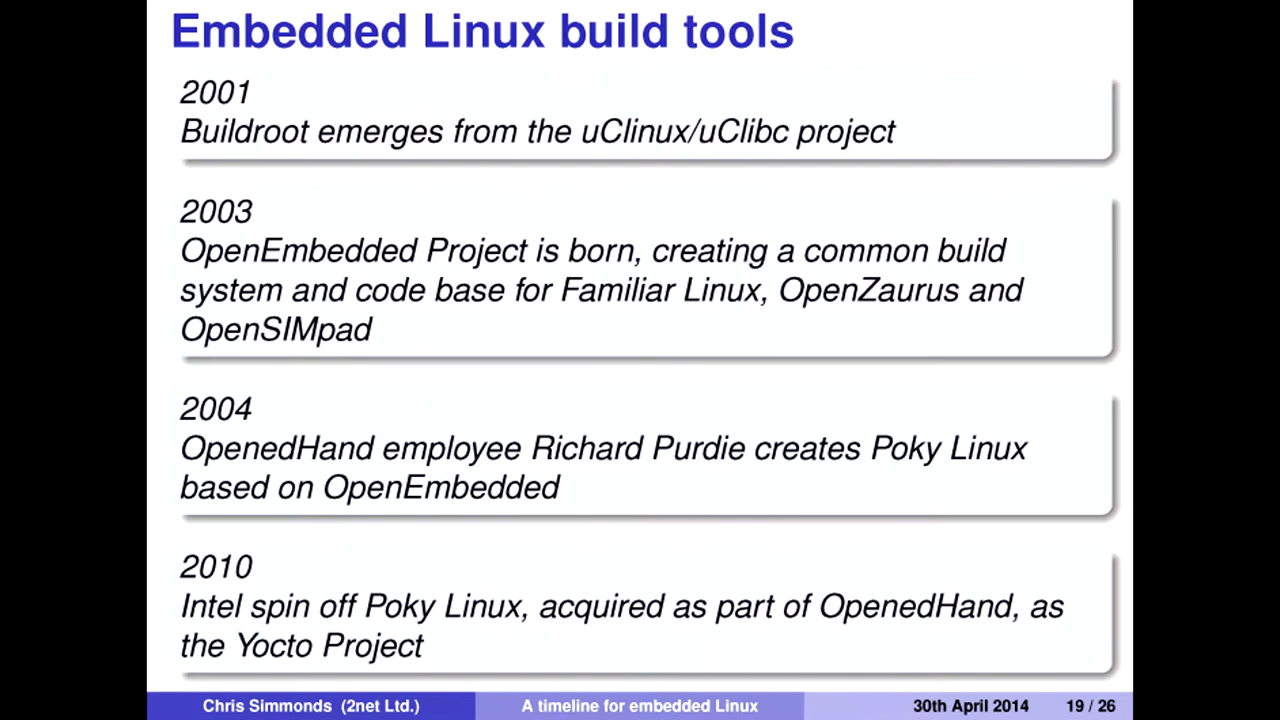 Embedded Linux build tools
2001
Buildroot emerges from the uClinux/uClibc project
2003
OpenEmbedded Project is born, creating a common build
system and code base for Familiar Linux, OpenZaurus and
OpenSIMpad
2004
OpenedHand employee Richard Purdie creates Poky Linux
based on OpenEmbedded
2010
Intel spin off Poky Linux, acquired as part of OpenedHand, as
the Yocto Project
Chris Simmonds (2net Ltd.) A timeline for embedded Linux 30th April 2014 19 / 26